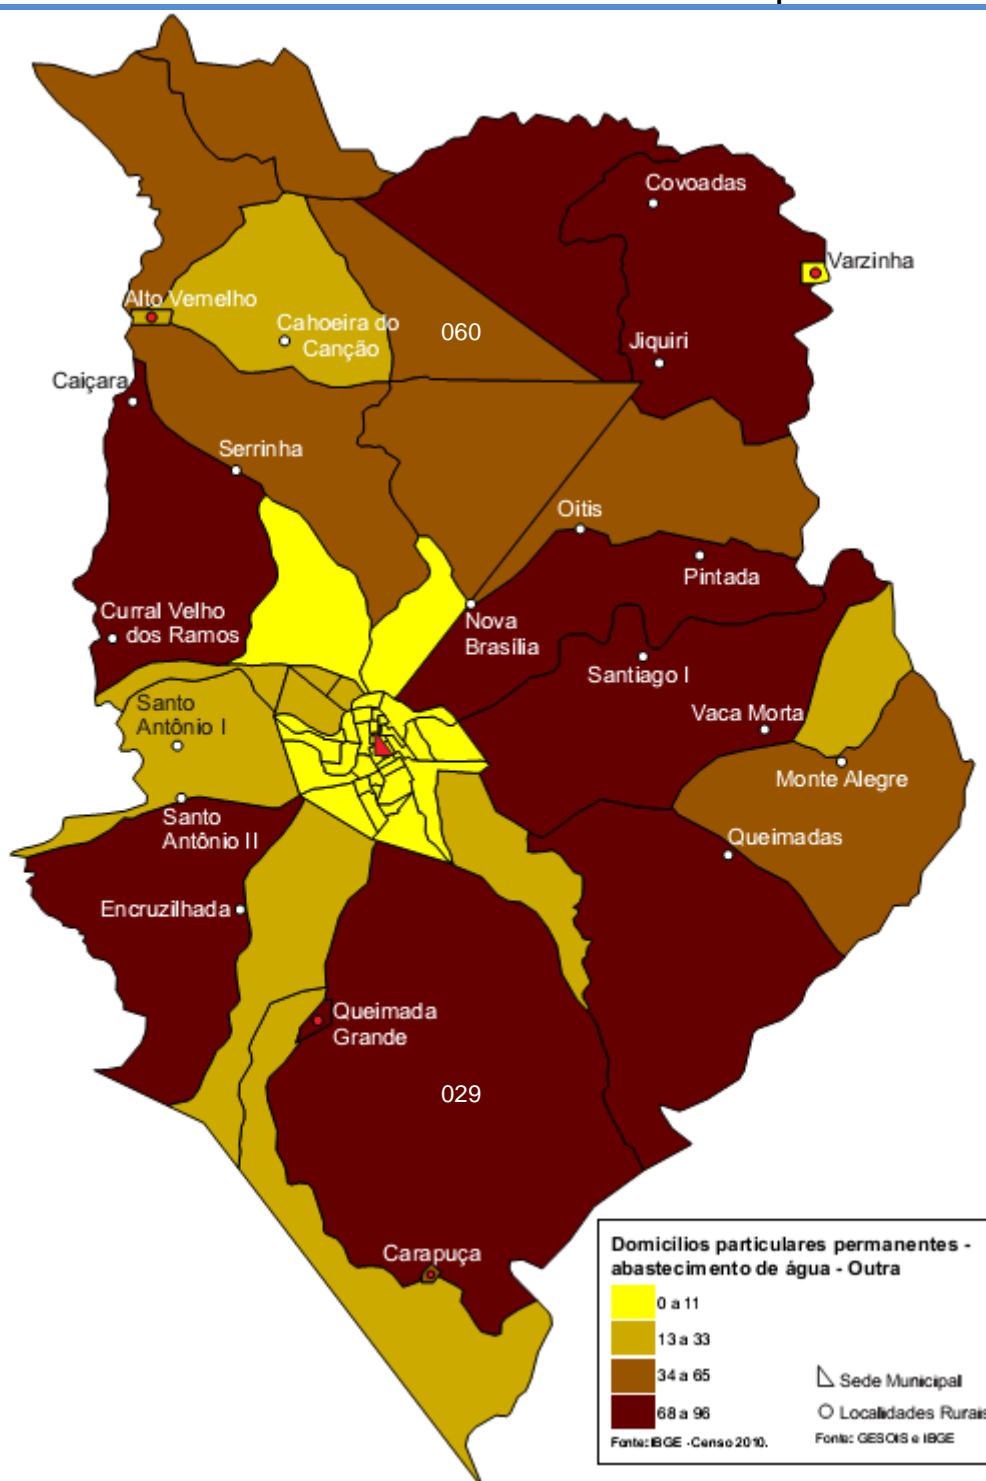 Covoadas
Varzinha
Alto Vemelho
Cahoeira do
Canção
060
Jiquiri
Caiçara
Serrinha
Oitis
Pintada
Curral Velho
dos Ramos
Nova
Brasília
Santiago I
Santo
Antônio I
Vaca Morta
Monte Alegre
Santo
Antônio II
Queimadas
Encruzilhada
Queimada
Grande
029
Carapuça
Domicílios particulares permanentes -
abastecimento de água - Outra
0 a 11
13 a 33
34 a 65
68 a 96
Sede Municipal
Localidades Rurais
Fonte: IBGE - Censo 2010.
Fonte: GESOIS e IBGE